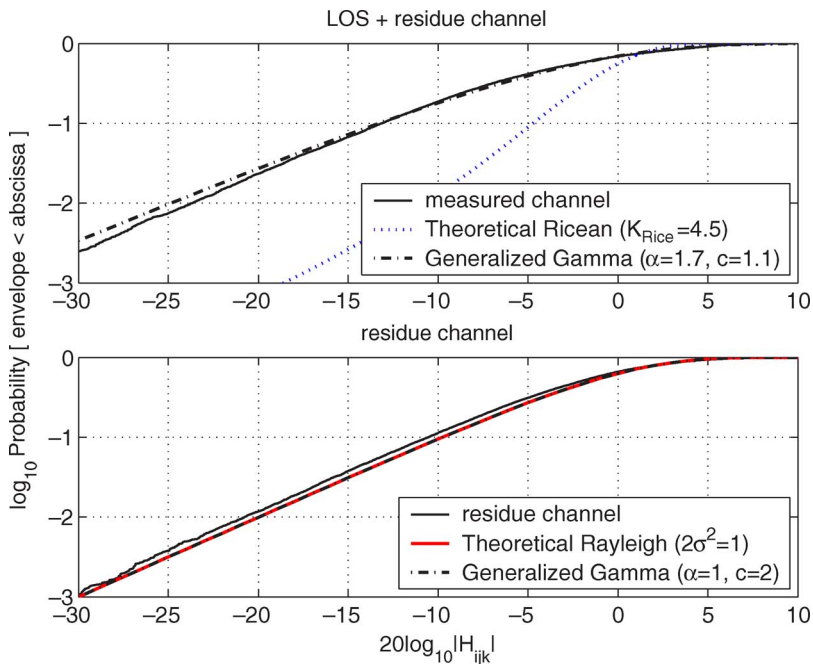 LOS + residue channel
log10 Probability [ envelope < abscissa ]
0
−1
−2
−3
measured channel
Theoretical Ricean (KRice=4.5)
Generalized Gamma (α=1.7, c=1.1)
−30 −25 −20 −15 −10 −5 0 5 10
residue channel
0
−1
−2
−3
residue channel
Theoretical Rayleigh (2σ²=1)
Generalized Gamma (α=1, c=2)
−30 −25 −20 −15 −10 −5 0 5 10
20log10|Hijk|